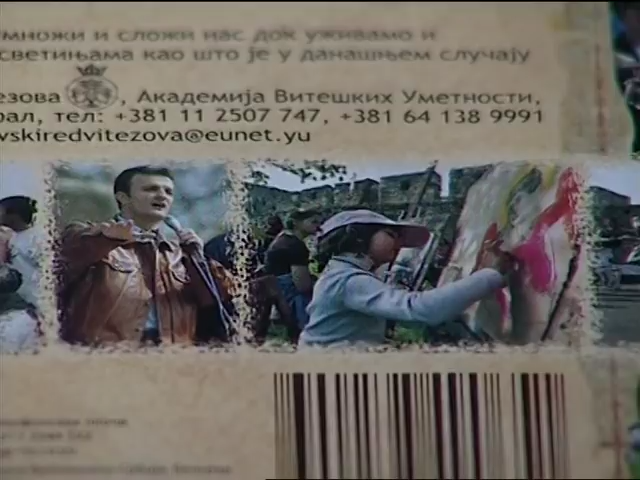 множи и сложи нас док уживамо и
светињама као што је у данашњем случају
езова , Академија Витешких Уметности,
рал, тел: +381 11 2507 747, +381 64 138 9991
vskiredvitezova@eunet.yu